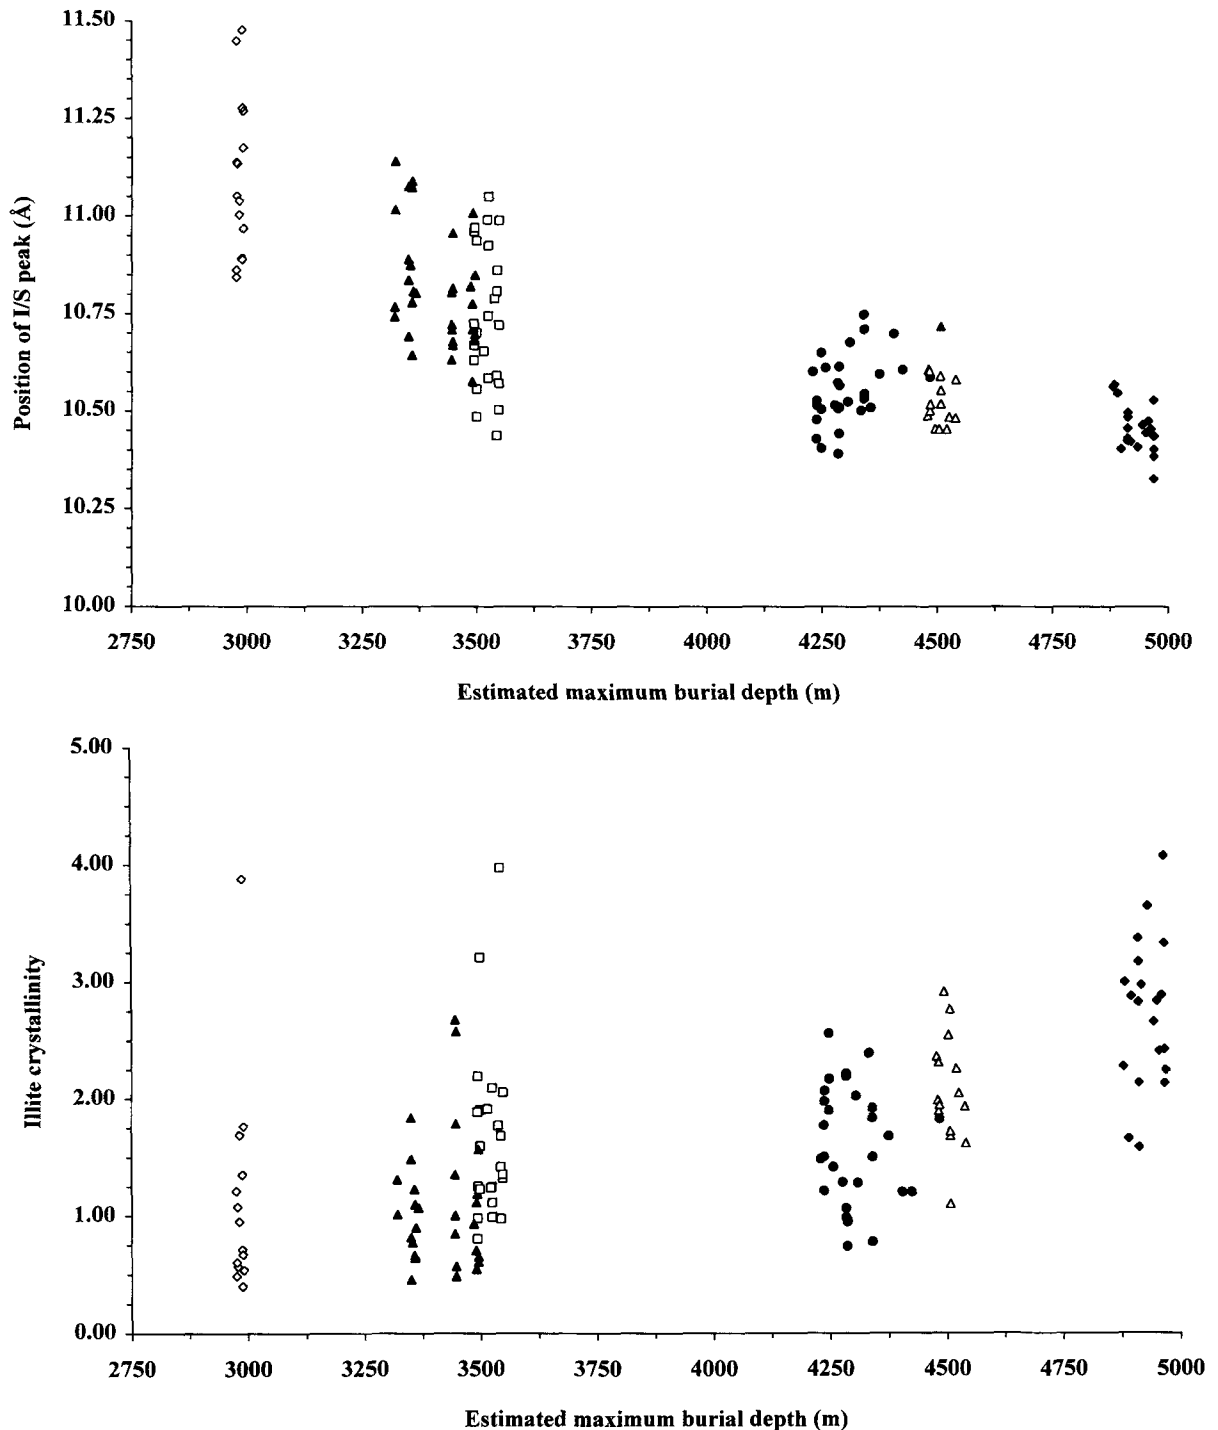 11.50
11.25
11.00
10.75
10.50
10.25
10.00
Position of I/S peak (Å)
2750 3000 3250 3500 3750 4000 4250 4500 4750 5000
Estimated maximum burial depth (m)
5.00
4.00
3.00
2.00
1.00
0.00
Illite crystallinity
2750 3000 3250 3500 3750 4000 4250 4500 4750 5000
Estimated maximum burial depth (m)